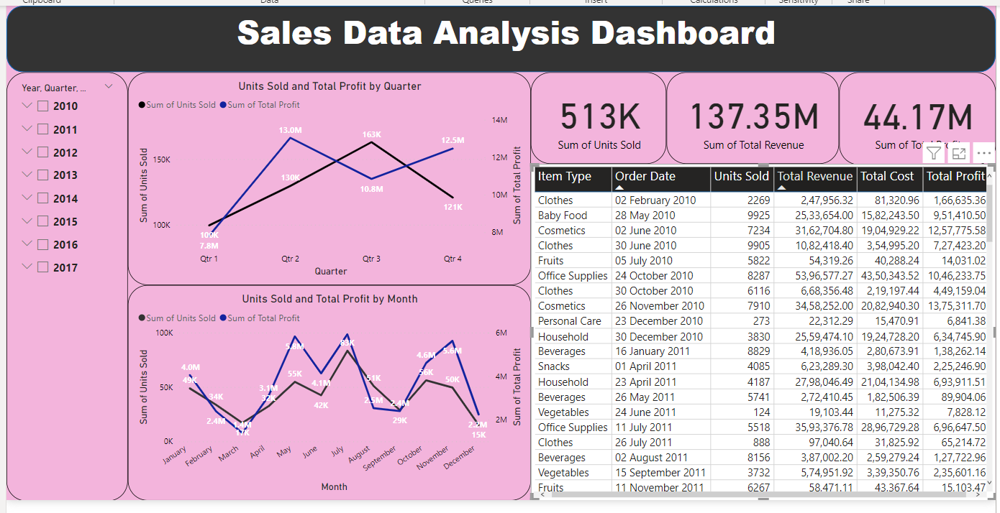 Clipboard Data Queries Insert Calculations Sensitivity Share
Sales Data Analysis Dashboard
Year, Quarter, ...
2010
2011
2012
2013
2014
2015
2016
2017
Units Sold and Total Profit by Quarter
Sum of Units Sold Sum of Total Profit
Sum of Units Sold
150K
100K
14M
12M
10M
8M
Sum of Total Profit
13.0M
163K
12.5M
130K
10.8M
121K
100K
7.8M
Qtr 1 Qtr 2 Qtr 3 Qtr 4
Quarter
Units Sold and Total Profit by Month
Sum of Units Sold Sum of Total Profit
Sum of Units Sold
100K
50K
0K
6M
4M
2M
Sum of Total Profit
4.0M
49K
34K
2.4M
1.4M
17K
3.1M
32K
5.8M
55K
4.1M
42K
83K
51K
2.5M
2.4M
29K
4.6M
56K
5.6M
50K
2.2M
15K
January February March April May June July August September October November December
Month
513K
Sum of Units Sold
137.35M
Sum of Total Revenue
44.17M
Item Type Order Date Units Sold Total Revenue Total Cost Total Profit
Clothes 02 February 2010 2269 2,47,956.32 81,320.96 1,66,635.36
Baby Food 28 May 2010 9925 25,33,654.00 15,82,243.50 9,51,410.50
Cosmetics 02 June 2010 7234 31,62,704.80 19,04,929.22 12,57,775.58
Clothes 30 June 2010 9905 10,82,418.40 3,54,995.20 7,27,423.20
Fruits 05 July 2010 5822 54,319.26 40,288.24 14,031.02
Office Supplies 24 October 2010 8287 53,96,577.27 43,50,343.52 10,46,233.75
Clothes 30 October 2010 6116 6,68,356.48 2,19,197.44 4,49,159.04
Cosmetics 26 November 2010 7910 34,58,252.00 20,82,940.30 13,75,311.70
Personal Care 23 December 2010 273 22,312.29 15,470.91 6,841.38
Household 30 December 2010 3830 25,59,474.10 19,24,728.20 6,34,745.90
Beverages 16 January 2011 8829 4,18,936.05 2,80,673.91 1,38,262.14
Snacks 01 April 2011 4085 6,23,289.30 3,98,042.40 2,25,246.90
Household 23 April 2011 4187 27,98,046.49 21,04,134.98 6,93,911.51
Beverages 26 May 2011 5741 2,72,410.45 1,82,506.39 89,904.06
Vegetables 24 June 2011 124 19,103.44 11,275.32 7,828.12
Office Supplies 11 July 2011 5518 35,93,376.78 28,96,729.28 6,96,647.50
Clothes 26 July 2011 888 97,040.64 31,825.92 65,214.72
Beverages 02 August 2011 8156 3,87,002.20 2,59,279.24 1,27,722.96
Vegetables 15 September 2011 3732 5,74,951.92 3,39,350.76 2,35,601.16
Fruits 11 November 2011 6267 58,471.11 43,367.64 15,103.47